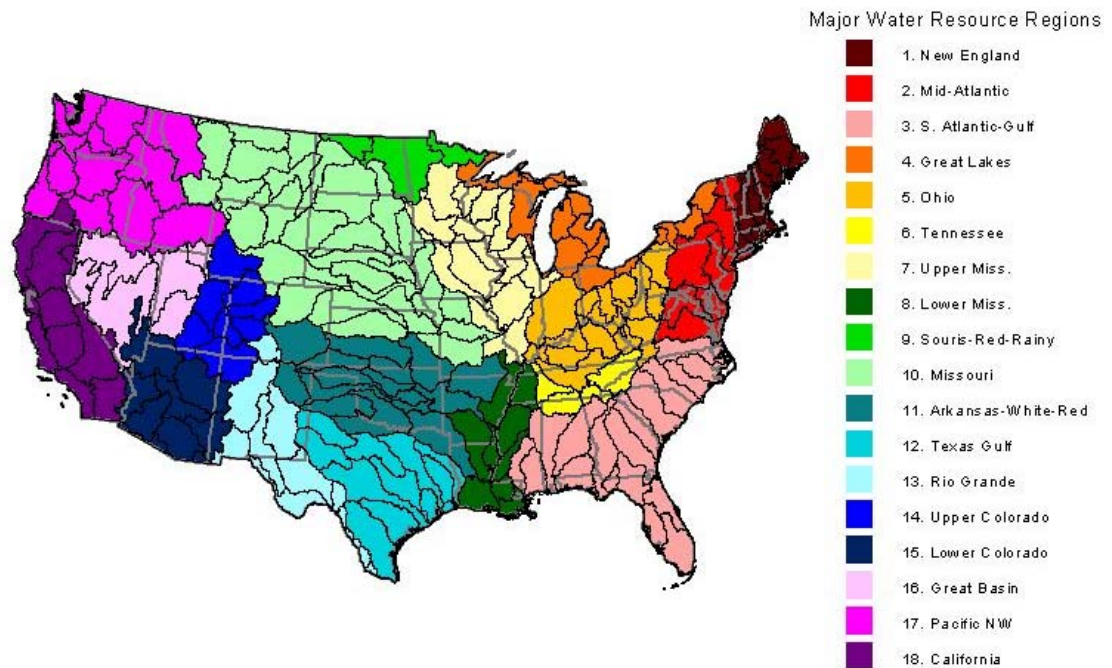 Major Water Resource Regions
1. New England
2. Mid-Atlantic
3. S. Atlantic-Gulf
4. Great Lakes
5. Ohio
6. Tennessee
7. Upper Miss.
8. Lower Miss.
9. Souris-Red-Rainy
10. Missouri
11. Arkansas-White-Red
12. Texas Gulf
13. Rio Grande
14. Upper Colorado
15. Lower Colorado
16. Great Basin
17. Pacific NW
18. California